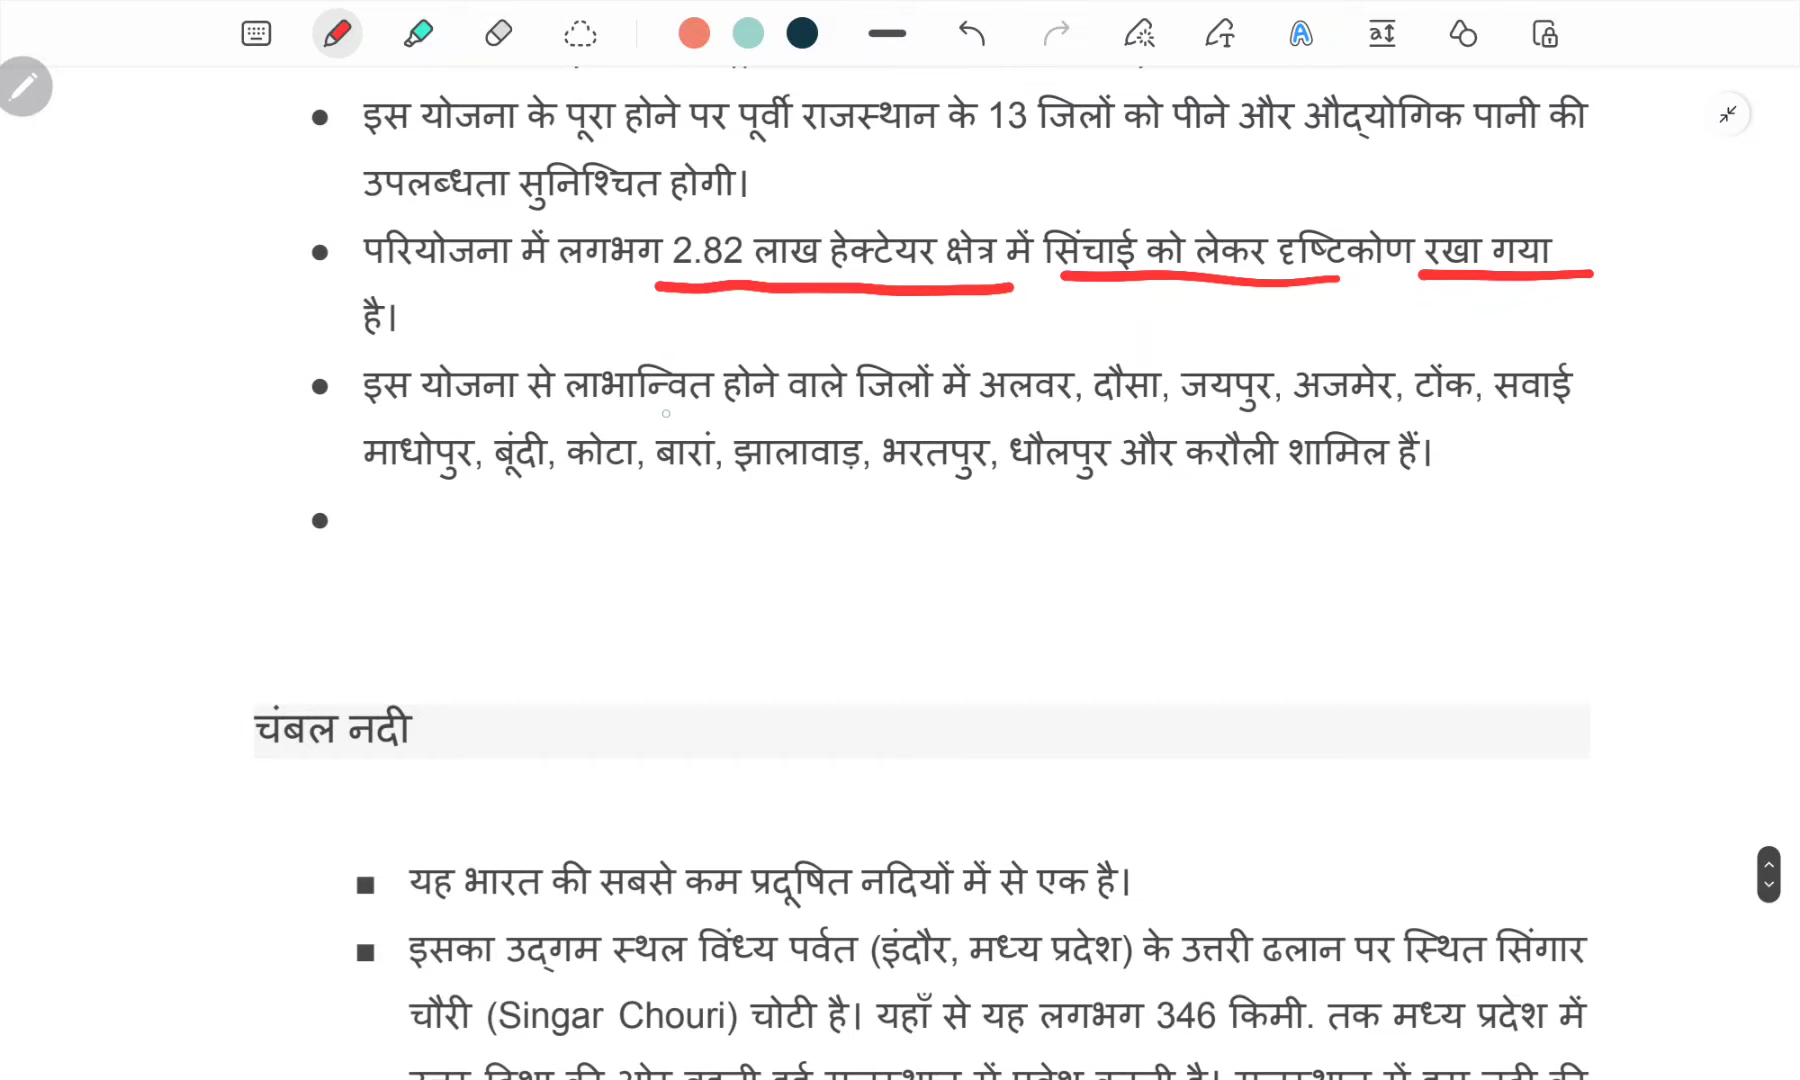 इस योजना के पूरा होने पर पूर्वी राजस्थान के 13 जिलों को पीने और औद्योगिक पानी की
उपलब्धता सुनिश्चित होगी।
परियोजना में लगभग 2.82 लाख हेक्टेयर क्षेत्र में सिंचाई को लेकर दृष्टिकोण रखा गया
है।
इस योजना से लाभान्वित होने वाले जिलों में अलवर, दौसा, जयपुर, अजमेर, टोंक, सवाई
माधोपुर, बूंदी, कोटा, बारां, झालावाड़, भरतपुर, धौलपुर और करौली शामिल हैं।
चंबल नदी
यह भारत की सबसे कम प्रदूषित नदियों में से एक है।
इसका उद्गम स्थल विंध्य पर्वत (इंदौर, मध्य प्रदेश) के उत्तरी ढलान पर स्थित सिंगार
चौरी (Singar Chouri) चोटी है। यहाँ से यह लगभग 346 किमी. तक मध्य प्रदेश में